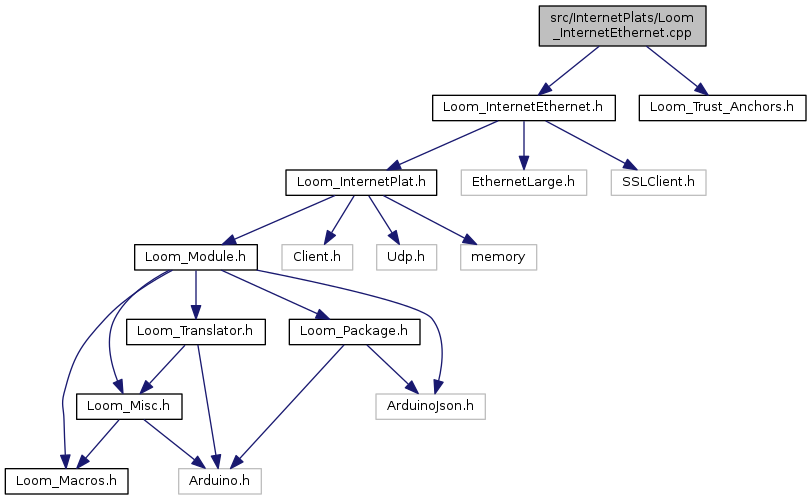 src/InternetPlats/Loom
_InternetEthernet.cpp
Loom_InternetEthernet.h
Loom_Trust_Anchors.h
Loom_InternetPlat.h
EthernetLarge.h
SSLClient.h
Loom_Module.h
Client.h
Udp.h
memory
Loom_Translator.h
Loom_Package.h
Loom_Misc.h
ArduinoJson.h
Loom_Macros.h
Arduino.h